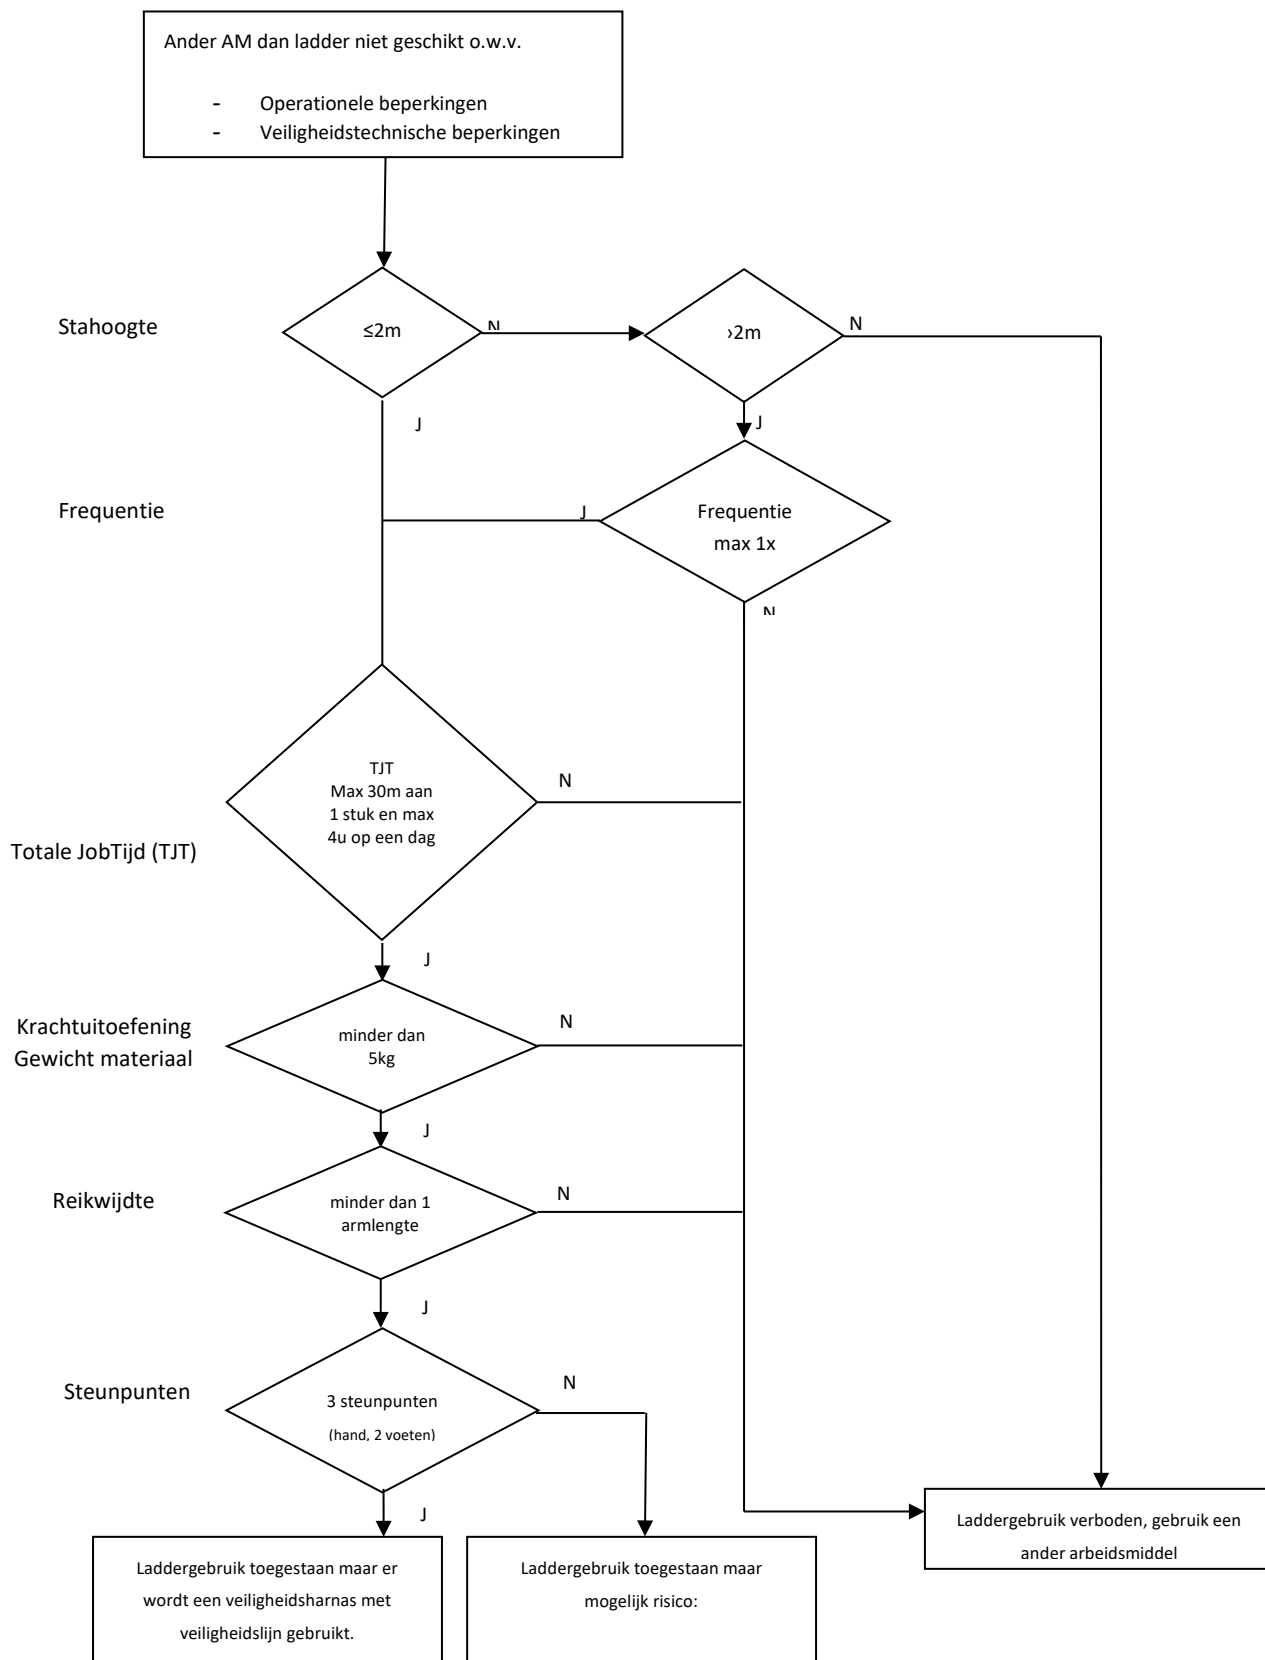 Ander AM dan ladder niet geschikt o.w.v.
- Operationele beperkingen
- Veiligheidstechnische beperkingen
Stahoogte
≤2m
N
›2m
N
J
J
Frequentie
J
Frequentie
max 1x
N
TJT
Max 30m aan
1 stuk en max
4u op een dag
N
Totale JobTijd (TJT)
J
Krachtuitoefening
Gewicht materiaal
minder dan
5kg
N
J
Reikwijdte
minder dan 1
armlengte
N
J
Steunpunten
3 steunpunten
(hand, 2 voeten)
N
J
Laddergebruik verboden, gebruik een
ander arbeidsmiddel
Laddergebruik toegestaan maar er
wordt een veiligheidsharnas met
veiligheidslijn gebruikt.
Laddergebruik toegestaan maar
mogelijk risico: